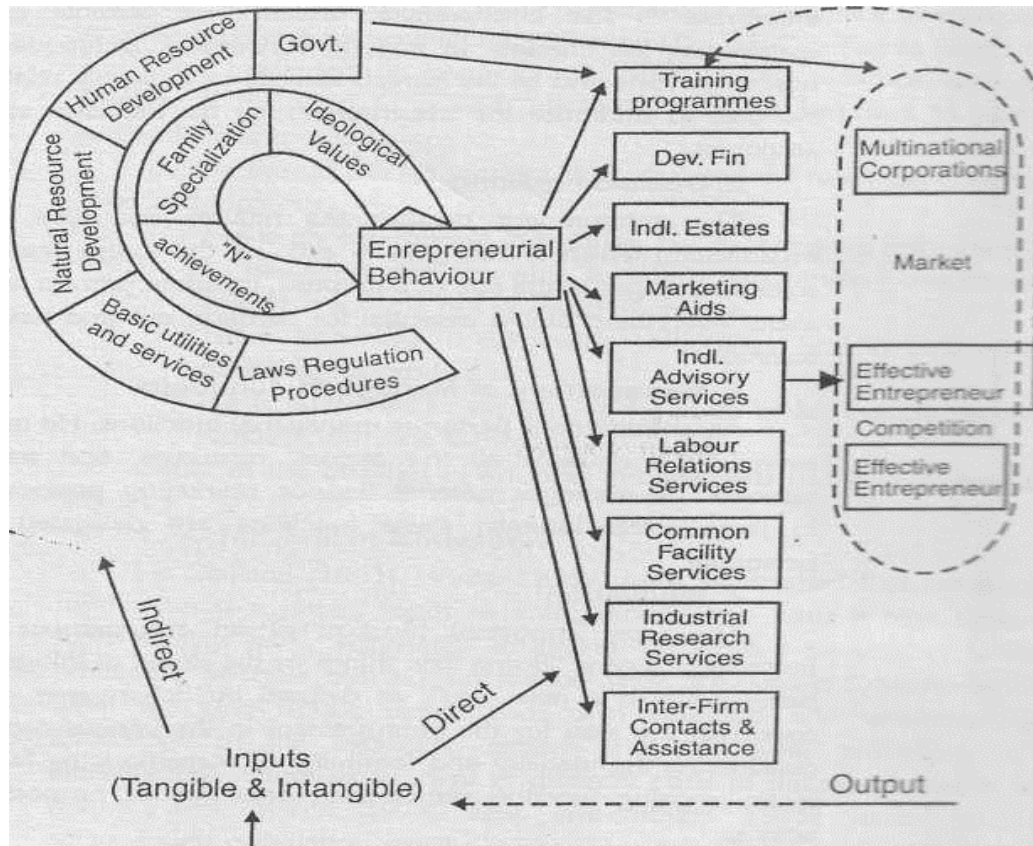 Human Resource
Development
Govt.
Natural Resource
Development
Family
Specialization
Ideological
Values
"N"
achievements
Basic utilities
and services
Laws Regulation
Procedures
Enrepreneurial
Behaviour
Training
programmes
Dev. Fin
Indl. Estates
Marketing
Aids
Indl.
Advisory
Services
Labour
Relations
Services
Common
Facility
Services
Industrial
Research
Services
Inter-Firm
Contacts &
Assistance
Multinational
Corporations
Market
Effective
Entrepreneur
Competition
Effective
Entrepreneur
Indirect
Direct
Inputs
(Tangible & Intangible)
Output